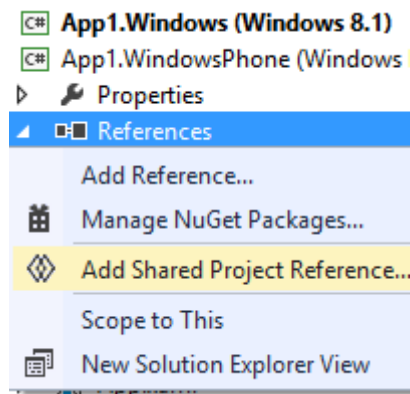 C# App1.Windows (Windows 8.1)
C# App1.WindowsPhone (Windows
Properties
References
Add Reference...
Manage NuGet Packages...
Add Shared Project Reference...
Scope to This
New Solution Explorer View